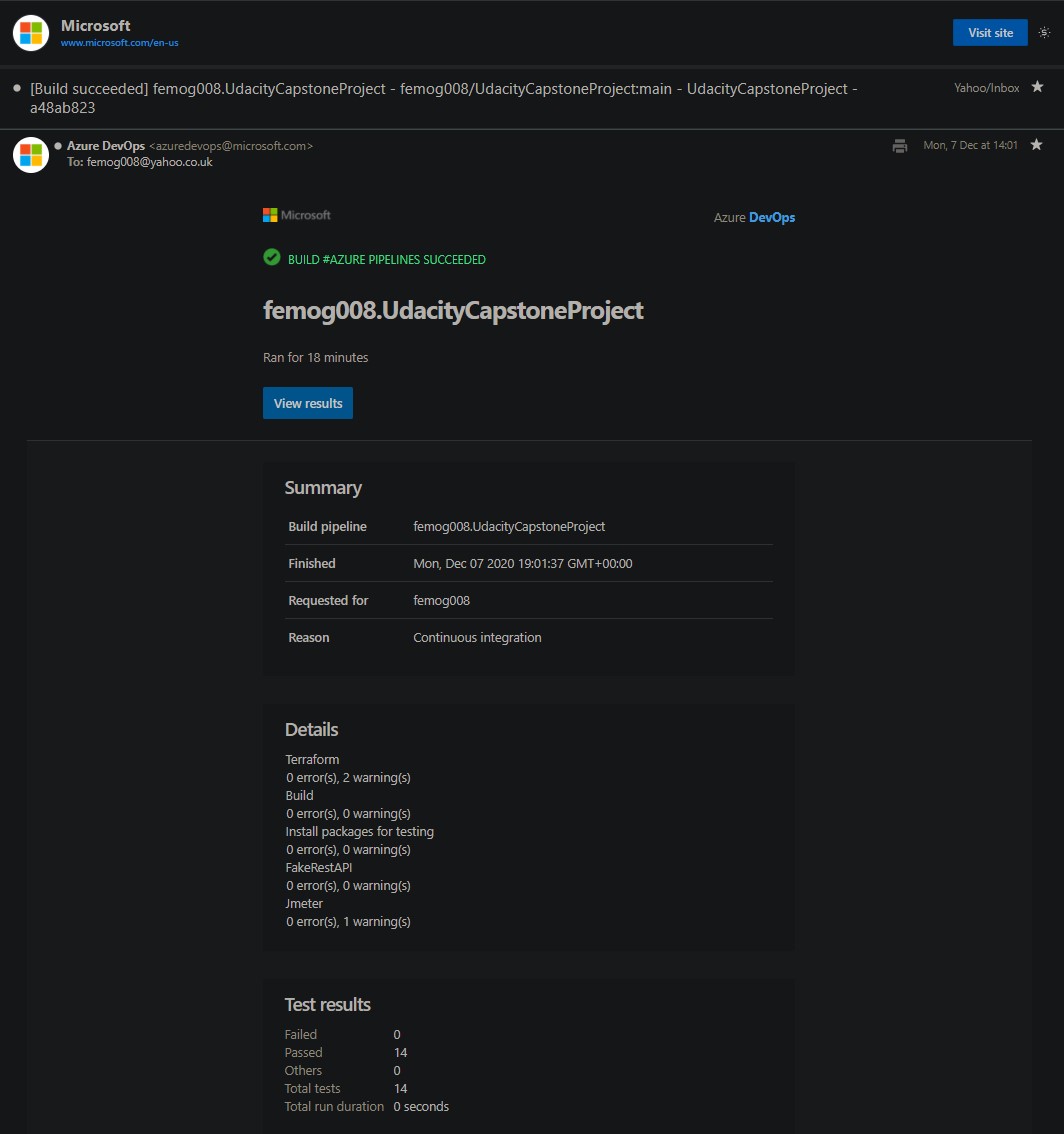 Microsoft
www.microsoft.com/en-us
Visit site
[Build succeeded] femog008.UdacityCapstoneProject - femog008/UdacityCapstoneProject:main - UdacityCapstoneProject -
a48ab823
Yahoo/Inbox
Azure DevOps <azuredevops@microsoft.com>
To: femog008@yahoo.co.uk
Mon, 7 Dec at 14:01
Microsoft
Azure DevOps
BUILD #AZURE PIPELINES SUCCEEDED
femog008.UdacityCapstoneProject
Ran for 18 minutes
View results
Summary
Build pipeline femog008.UdacityCapstoneProject
Finished Mon, Dec 07 2020 19:01:37 GMT+00:00
Requested for femog008
Reason Continuous integration
Details
Terraform
0 error(s), 2 warning(s)
Build
0 error(s), 0 warning(s)
Install packages for testing
0 error(s), 0 warning(s)
FakeRestAPI
0 error(s), 0 warning(s)
Jmeter
0 error(s), 1 warning(s)
Test results
Failed 0
Passed 14
Others 0
Total tests 14
Total run duration 0 seconds